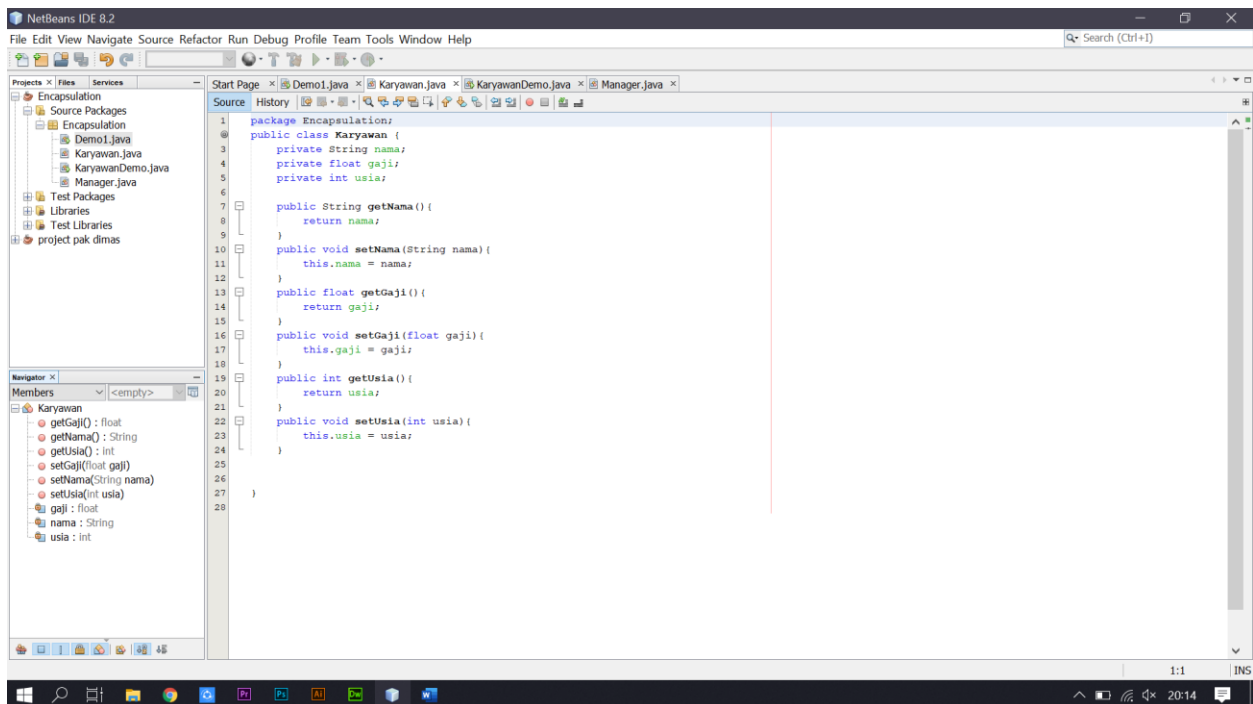 NetBeans IDE 8.2
File Edit View Navigate Source Refactor Run Debug Profile Team Tools Window Help
Search (Ctrl+I)
Projects Files Services
Start Page Demo1.java Karyawan.java KaryawanDemo.java Manager.java
Encapsulation
Source Packages
Encapsulation
Demo1.java
Karyawan.java
KaryawanDemo.java
Manager.java
Test Packages
Libraries
Test Libraries
project pak dimas
Source History
1 package Encapsulation;
public class Karyawan {
3 private String nama;
4 private float gaji;
5 private int usia;
6
7 public String getNama(){
8 return nama;
9 }
10 public void setNama(String nama){
11 this.nama = nama;
12 }
13 public float getGaji(){
14 return gaji;
15 }
16 public void setGaji(float gaji){
17 this.gaji = gaji;
18 }
19 public int getUsia(){
20 return usia;
21 }
22 public void setUsia(int usia){
23 this.usia = usia;
24 }
25
26
27 }
28
Navigator
Members <empty>
Karyawan
getGaji() : float
getNama() : String
getUsia() : int
setGaji(float gaji)
setNama(String nama)
setUsia(int usia)
gaji : float
nama : String
usia : int
1:1 INS
Pr Ps Ai Dw W 20:14